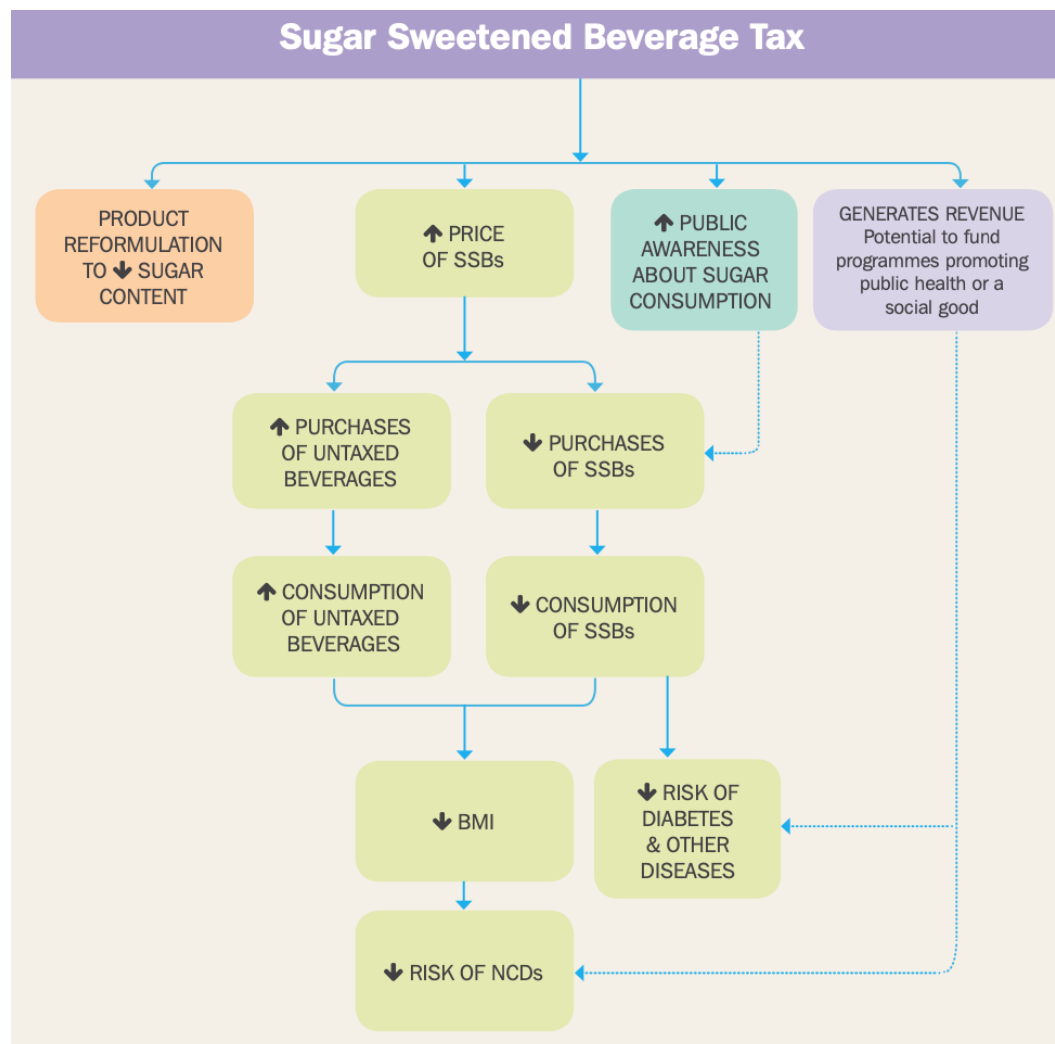 Sugar Sweetened Beverage Tax
PRODUCT
REFORMULATION
TO ↓ SUGAR
CONTENT
↑ PRICE
OF SSBs
↑ PUBLIC
AWARENESS
ABOUT SUGAR
CONSUMPTION
GENERATES REVENUE
Potential to fund
programmes promoting
public health or a
social good
↑ PURCHASES
OF UNTAXED
BEVERAGES
↓ PURCHASES
OF SSBs
↑ CONSUMPTION
OF UNTAXED
BEVERAGES
↓ CONSUMPTION
OF SSBs
↓ BMI
↓ RISK OF
DIABETES
& OTHER
DISEASES
↓ RISK OF NCDs